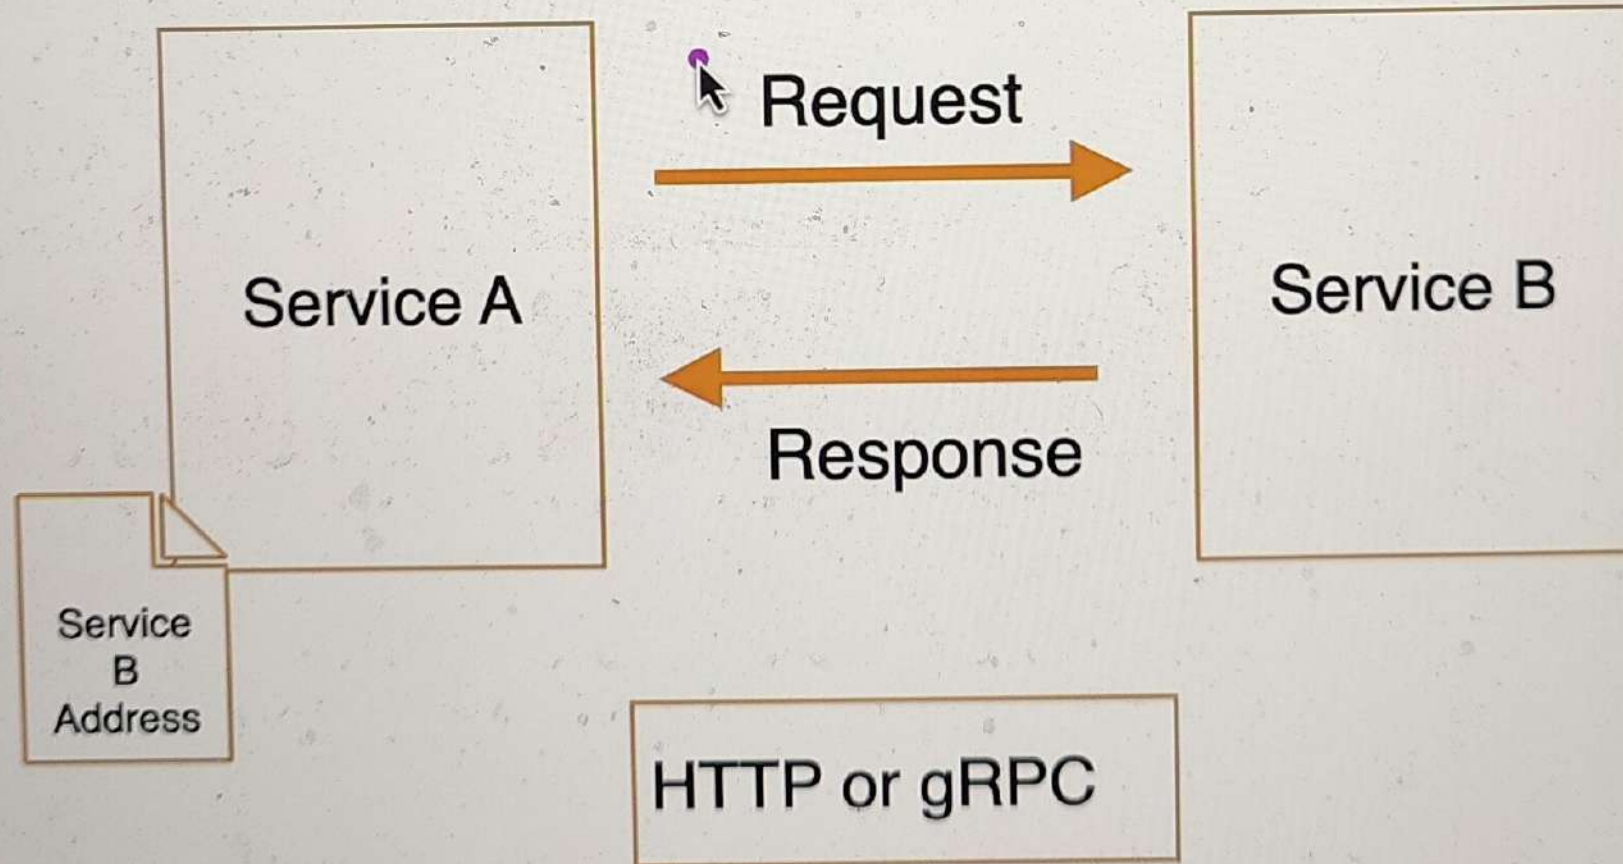 Request
Service A
Service B
Response
Service
B
Address
HTTP or gRPC